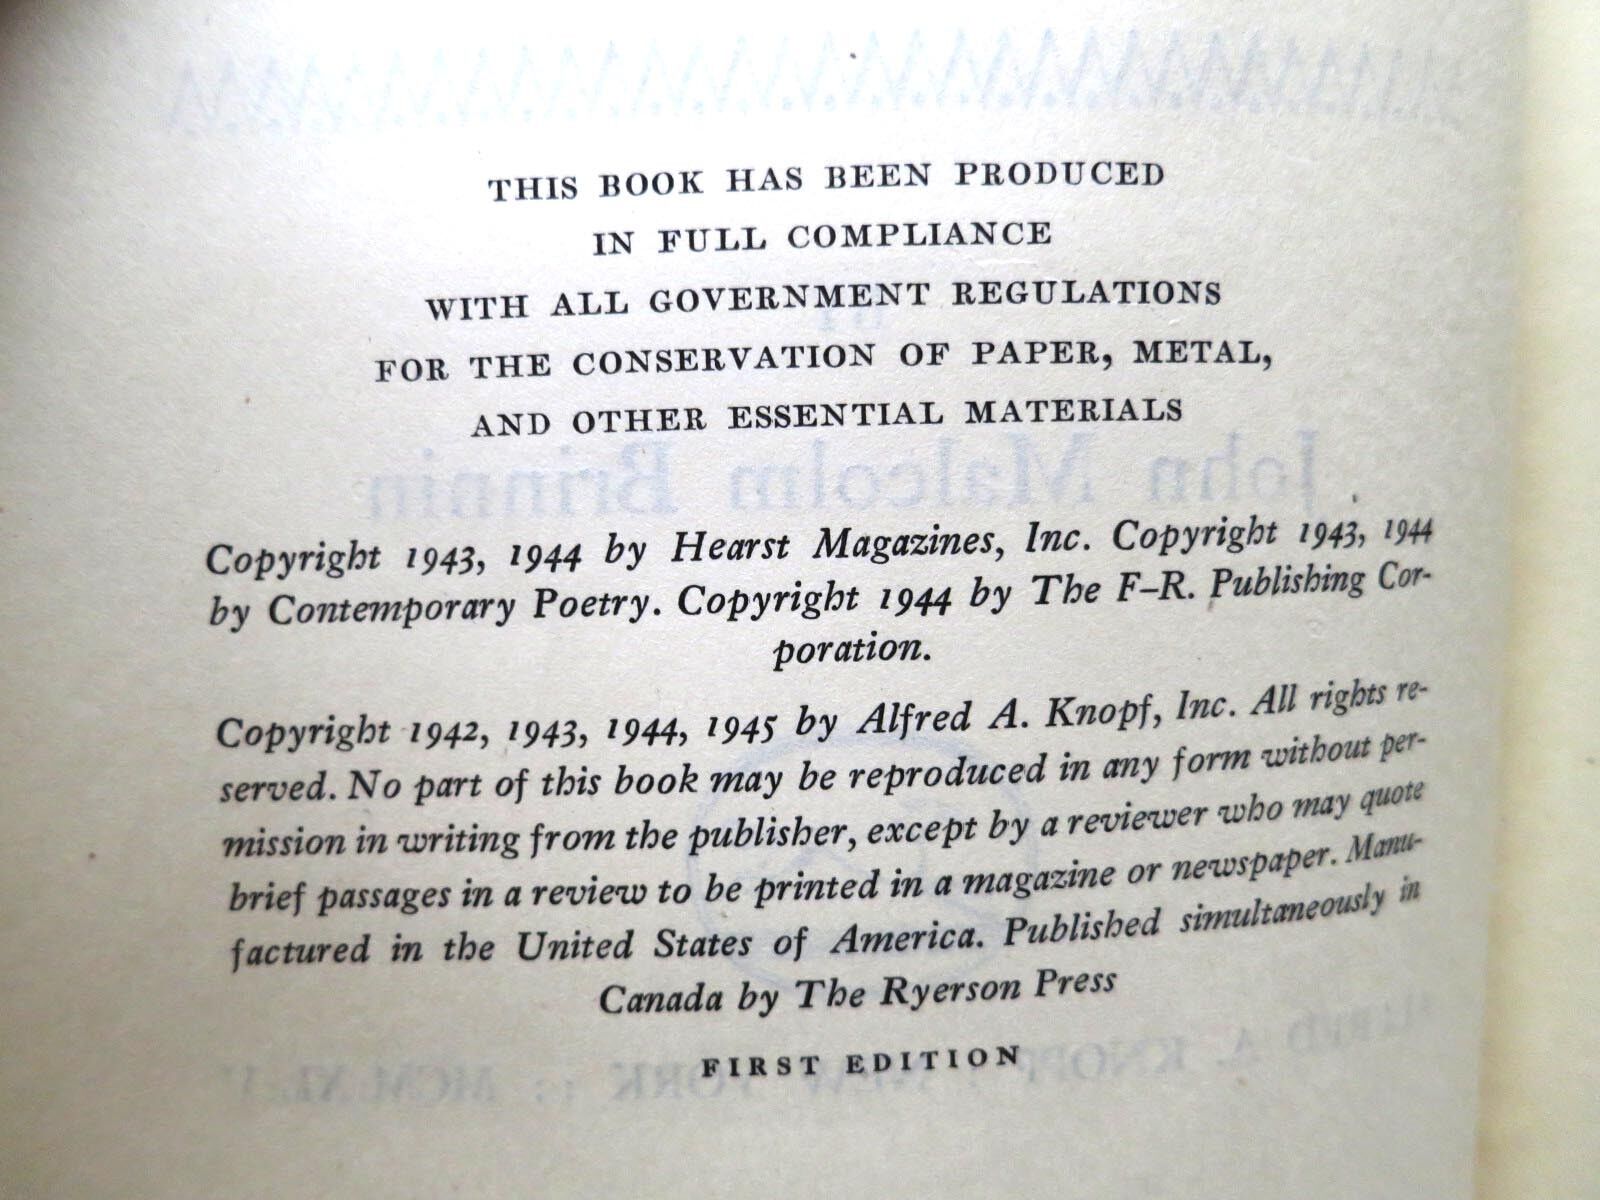 THIS BOOK HAS BEEN PRODUCED
IN FULL COMPLIANCE
WITH ALL GOVERNMENT REGULATIONS
FOR THE CONSERVATION OF PAPER, METAL,
AND OTHER ESSENTIAL MATERIALS
John Malcolm Brinnin
Copyright 1943, 1944 by Hearst Magazines, Inc. Copyright 1943, 1944
by Contemporary Poetry. Copyright 1944 by The F-R. Publishing Cor-
poration.
Copyright 1942, 1943, 1944, 1945 by Alfred A. Knopf, Inc. All rights re-
served. No part of this book may be reproduced in any form without per-
mission in writing from the publisher, except by a reviewer who may quote
brief passages in a review to be printed in a magazine or newspaper. Manu-
factured in the United States of America. Published simultaneously in
Canada by The Ryerson Press
FIRST EDITION